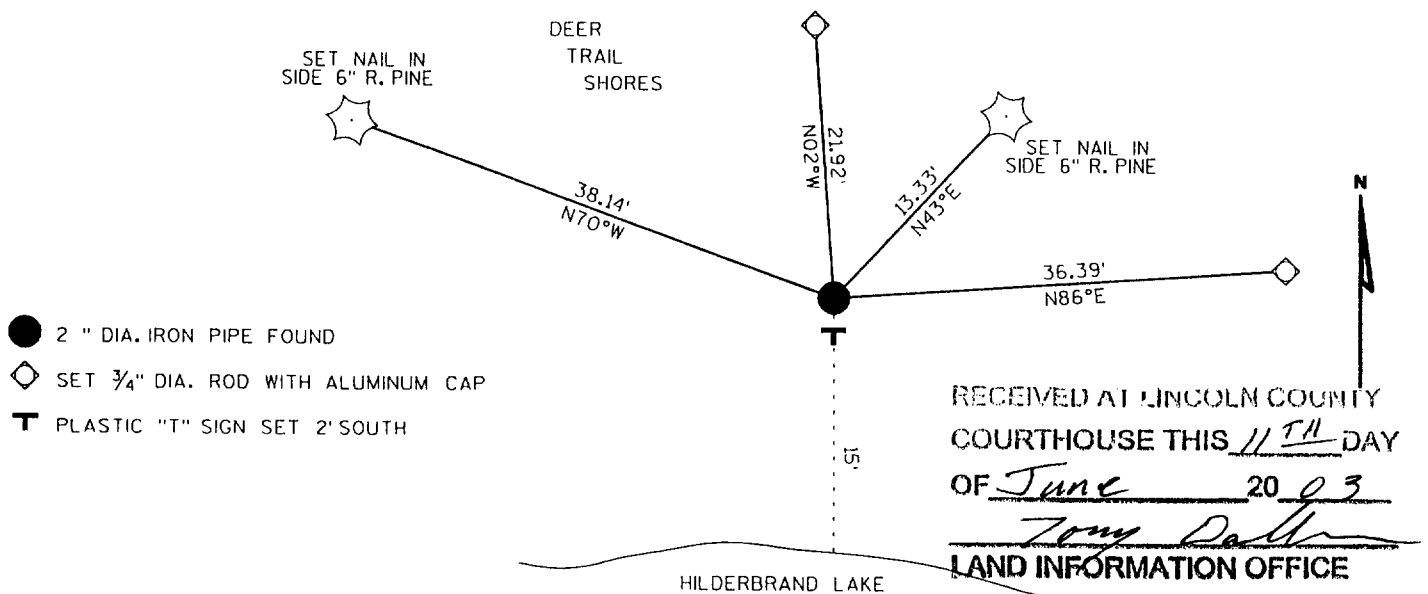 DEER
TRAIL
SHORES
SET NAIL IN
SIDE 6" R. PINE
SET NAIL IN
SIDE 6" R. PINE
38.14'
N70°W
21.92'
N02°W
13.33'
N43°E
36.39'
N86°E
N
2 " DIA. IRON PIPE FOUND
SET 3/4" DIA. ROD WITH ALUMINUM CAP
T PLASTIC "T" SIGN SET 2' SOUTH
T
15'
HILDERBRAND LAKE
RECEIVED AT LINCOLN COUNTY
COURTHOUSE THIS 11TH DAY
OF June 2003
Tony
LAND INFORMATION OFFICE